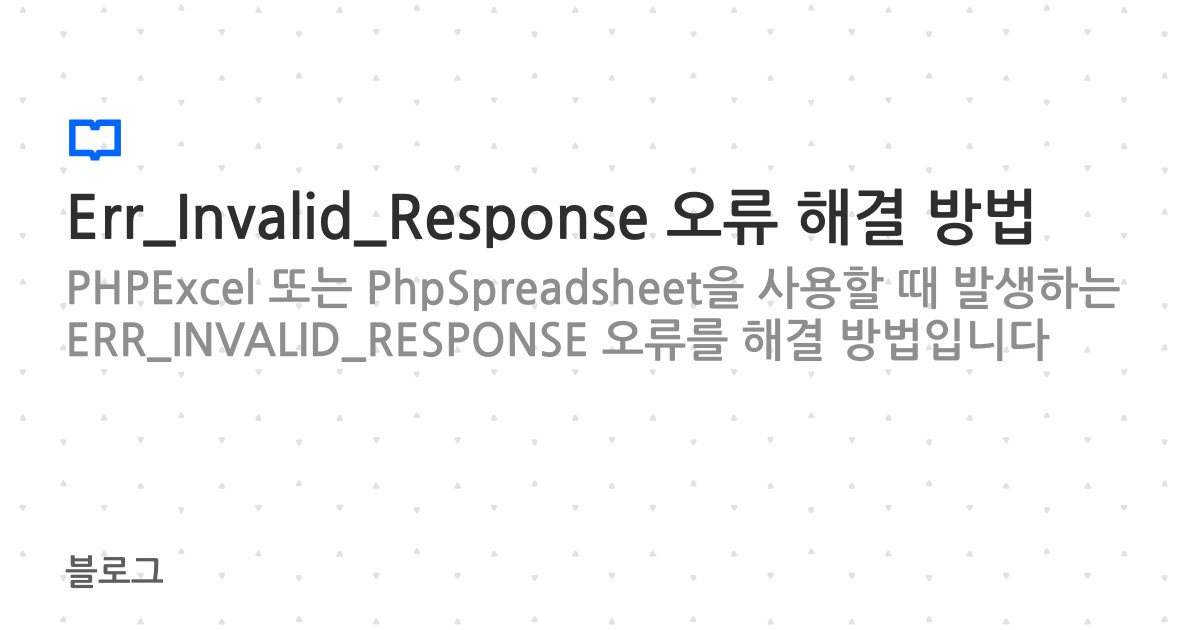 Err_Invalid_Response 오류 해결 방법
PHPExcel 또는 PhpSpreadsheet을 사용할 때 발생하는
ERR_INVALID_RESPONSE 오류를 해결 방법입니다
블로그